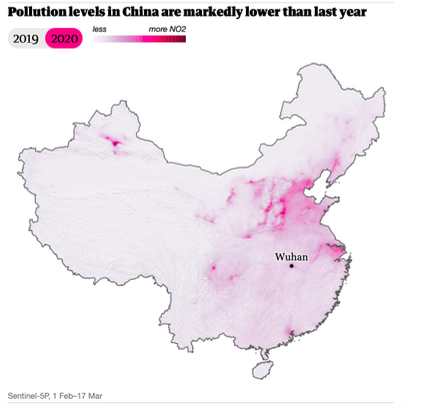 Pollution levels in China are markedly lower than last year
2019 2020 less more NO2
Wuhan
Sentinel-5P, 1 Feb–17 Mar